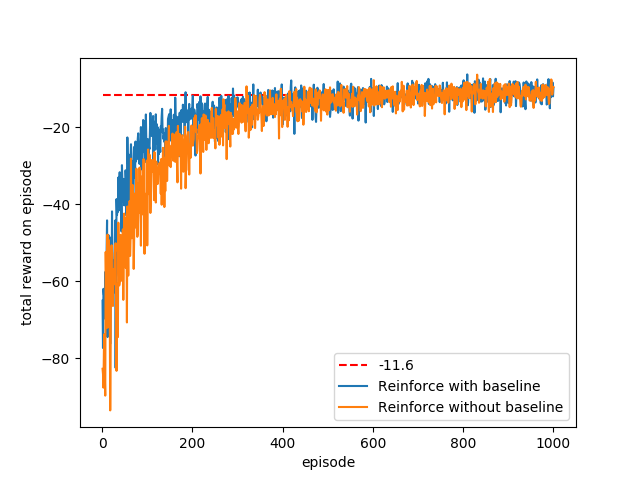 −20
−40
−60
−80
total reward on episode
-11.6
Reinforce with baseline
Reinforce without baseline
0
200
400
600
800
1000
episode